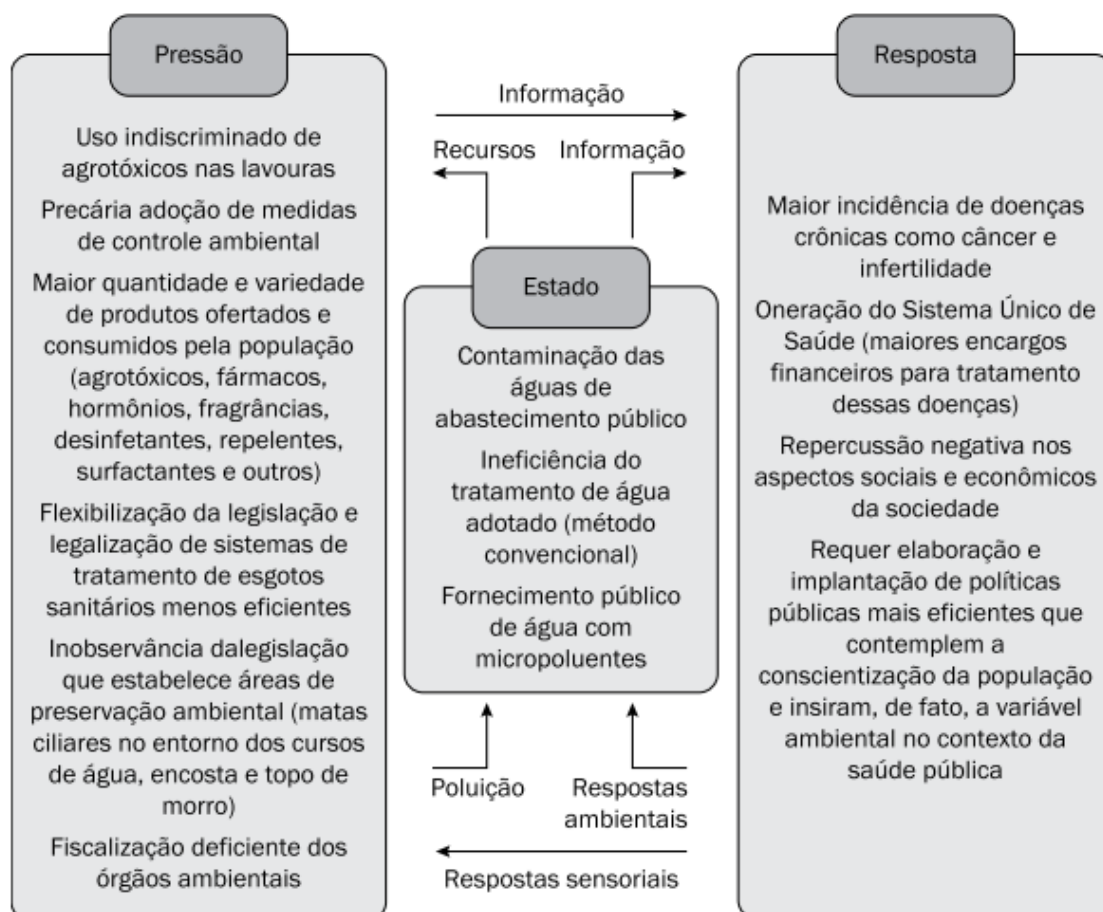 Pressão
Uso indiscriminado de
agrotóxicos nas lavouras
Precária adoção de medidas
de controle ambiental
Maior quantidade e variedade
de produtos ofertados e
consumidos pela população
(agrotóxicos, fármacos,
hormônios, fragrâncias,
desinfetantes, repelentes,
surfactantes e outros)
Flexibilização da legislação e
legalização de sistemas de
tratamento de esgotos
sanitários menos eficientes
Inobservância dalegislação
que estabelece áreas de
preservação ambiental (matas
ciliares no entorno dos cursos
de água, encosta e topo de
morro)
Fiscalização deficiente dos
órgãos ambientais
Informação
Recursos
Informação
Estado
Contaminação das
águas de
abastecimento público
Ineficiência do
tratamento de água
adotado (método
convencional)
Fornecimento público
de água com
micropoluentes
Poluição
Respostas
ambientais
Respostas sensoriais
Resposta
Maior incidência de doenças
crônicas como câncer e
infertilidade
Oneração do Sistema Único de
Saúde (maiores encargos
financeiros para tratamento
dessas doenças)
Repercussão negativa nos
aspectos sociais e econômicos
da sociedade
Requer elaboração e
implantação de políticas
públicas mais eficientes que
contemplem a
conscientização da população
e insiram, de fato, a variável
ambiental no contexto da
saúde pública